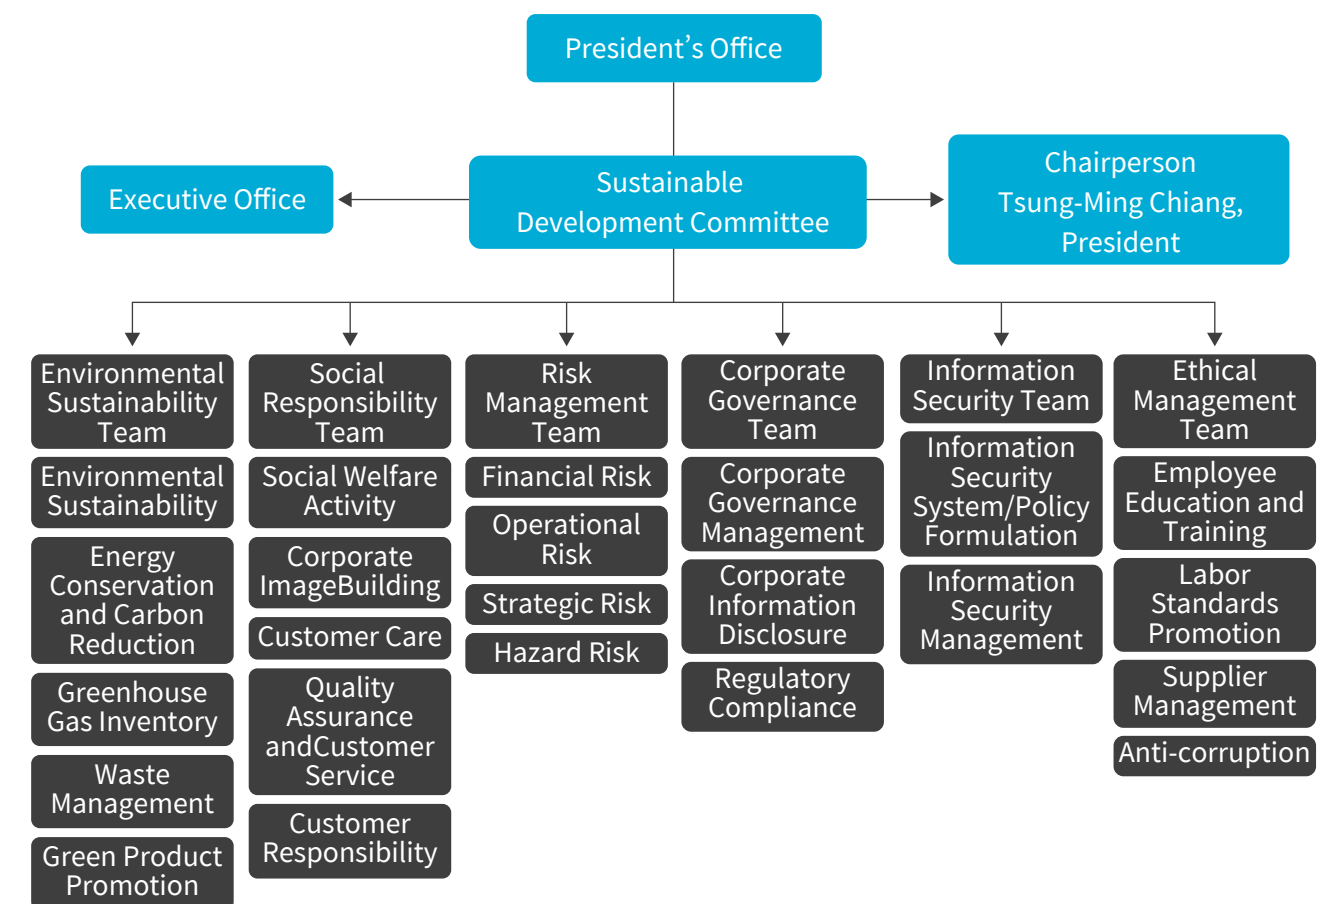 President’s Office
Executive Office
Sustainable
Development Committee
Chairperson
Tsung-Ming Chiang,
President
Environmental
Sustainability
Team
Environmental
Sustainability
Energy
Conservation
and Carbon
Reduction
Greenhouse
Gas Inventory
Waste
Management
Green Product
Promotion
Social
Responsibility
Team
Social Welfare
Activity
Corporate
ImageBuilding
Customer Care
Quality
Assurance
andCustomer
Service
Customer
Responsibility
Risk
Management
Team
Financial Risk
Operational
Risk
Strategic Risk
Hazard Risk
Corporate
Governance
Team
Corporate
Governance
Management
Corporate
Information
Disclosure
Regulatory
Compliance
Information
Security Team
Information
Security
System/Policy
Formulation
Information
Security
Management
Ethical
Management
Team
Employee
Education and
Training
Labor
Standards
Promotion
Supplier
Management
Anti-corruption